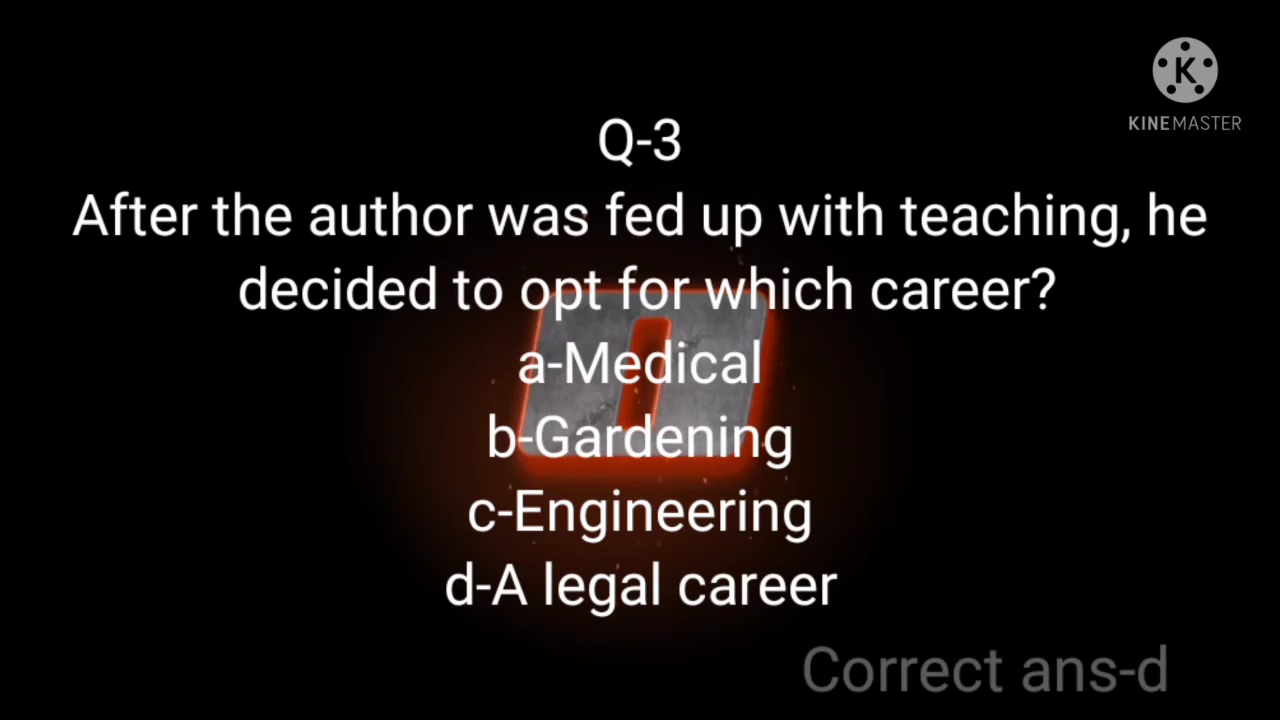 K
KINEMASTER
Q-3
After the author was fed up with teaching, he
decided to opt for which career?
a-Medical
b-Gardening
c-Engineering
d-A legal career
Correct ans-d